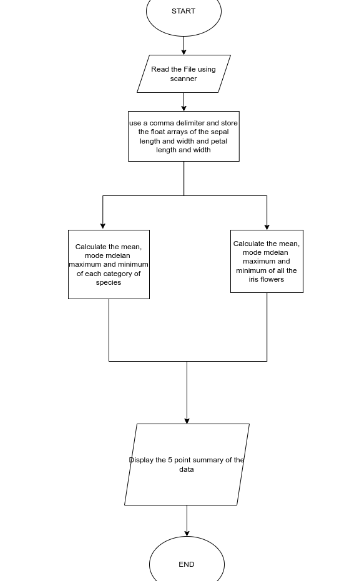 START
Read the File using
scanner
use a comma delimiter and store
the float arrays of the sepal
length and width and petal
length and width
Calculate the mean,
mode mdeian
maximum and minimum
of each category of
species
Calculate the mean,
mode mdeian
maximum and
minimum of all the
iris flowers
Display the 5 point summary of the
data
END